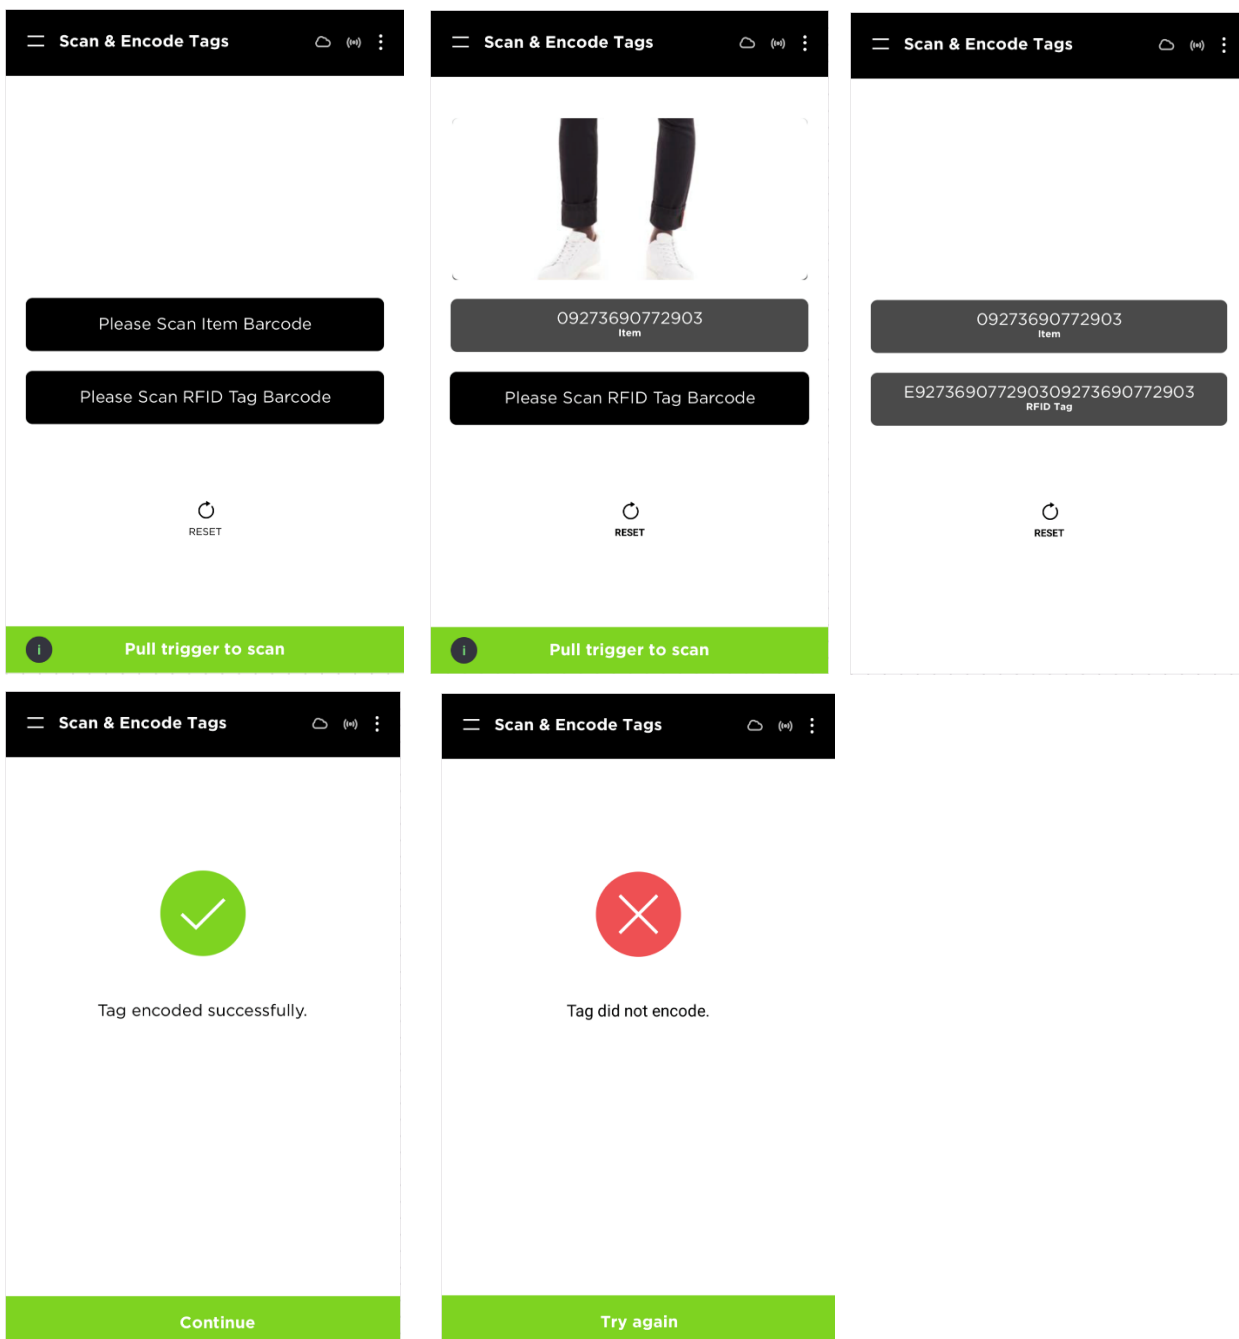 Scan & Encode Tags
Please Scan Item Barcode
Please Scan RFID Tag Barcode
RESET
i
Pull trigger to scan
Scan & Encode Tags
09273690772903
Item
Please Scan RFID Tag Barcode
RESET
i
Pull trigger to scan
Scan & Encode Tags
09273690772903
Item
E927369077290309273690772903
RFID Tag
RESET
Scan & Encode Tags
Tag encoded successfully.
Continue
Scan & Encode Tags
Tag did not encode.
Try again